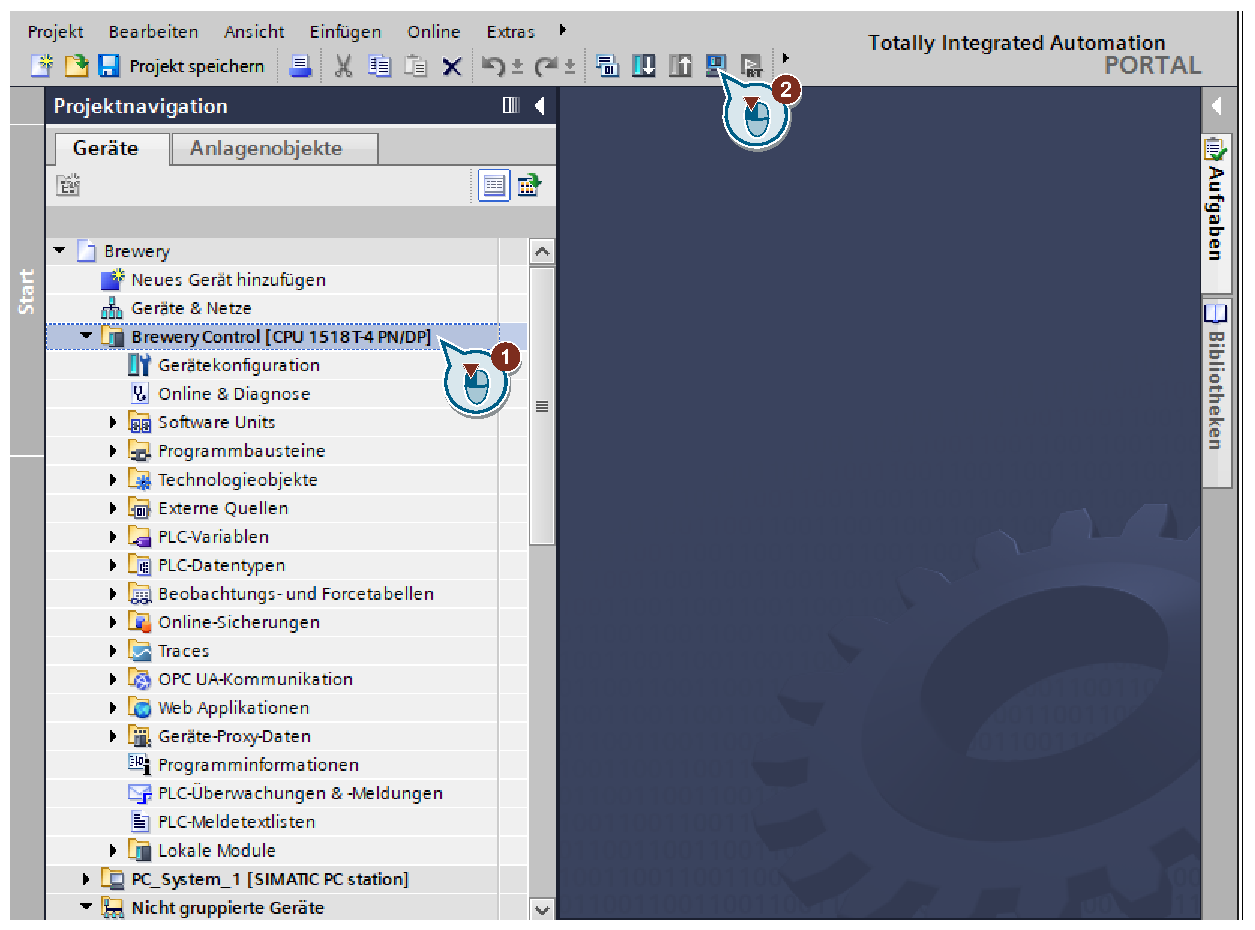 Projekt Bearbeiten Ansicht Einfügen Online Extras
Totally Integrated Automation
PORTAL
Projekt speichern
2
Projektnavigation
Geräte Anlagenobjekte
Start
Brewery
Neues Gerät hinzufügen
Geräte & Netze
Brewery Control [CPU 1518T-4 PN/DP]
1
Gerätekonfiguration
Online & Diagnose
Software Units
Programmbausteine
Technologieobjekte
Externe Quellen
PLC-Variablen
PLC-Datentypen
Beobachtungs- und Forcetabellen
Online-Sicherungen
Traces
OPC UA-Kommunikation
Web Applikationen
Geräte-Proxy-Daten
Programminformationen
PLC-Überwachungen & -Meldungen
PLC-Meldetextlisten
Lokale Module
PC_System_1 [SIMATIC PC station]
Nicht gruppierte Geräte
Aufgaben
Bibliotheken